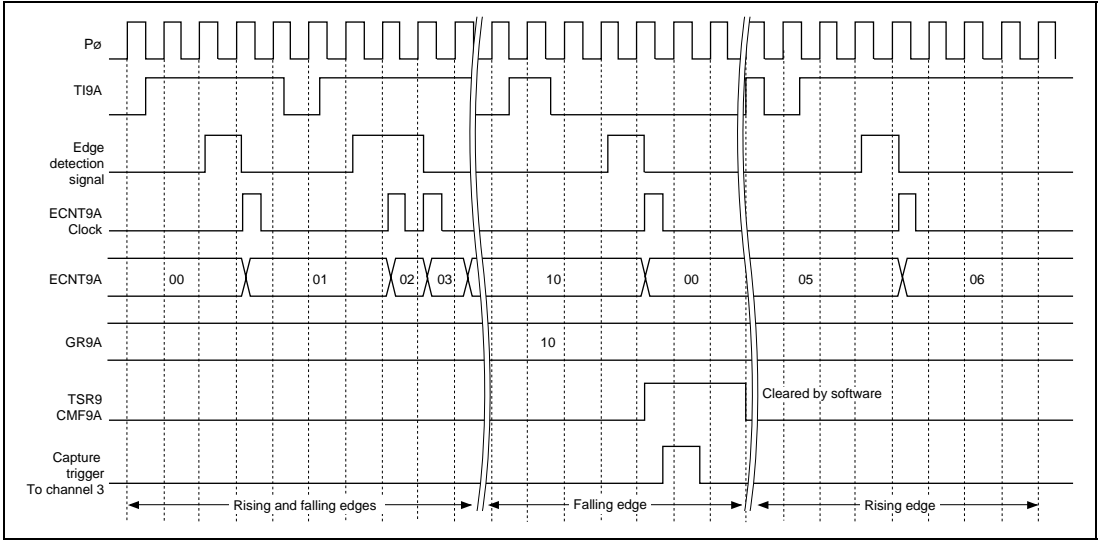 Pø
TI9A
Edge
detection
signal
ECNT9A
Clock
ECNT9A
00
01
02
03
10
00
05
06
GR9A
10
TSR9
CMF9A
Cleared by software
Capture
trigger
To channel 3
Rising and falling edges
Falling edge
Rising edge